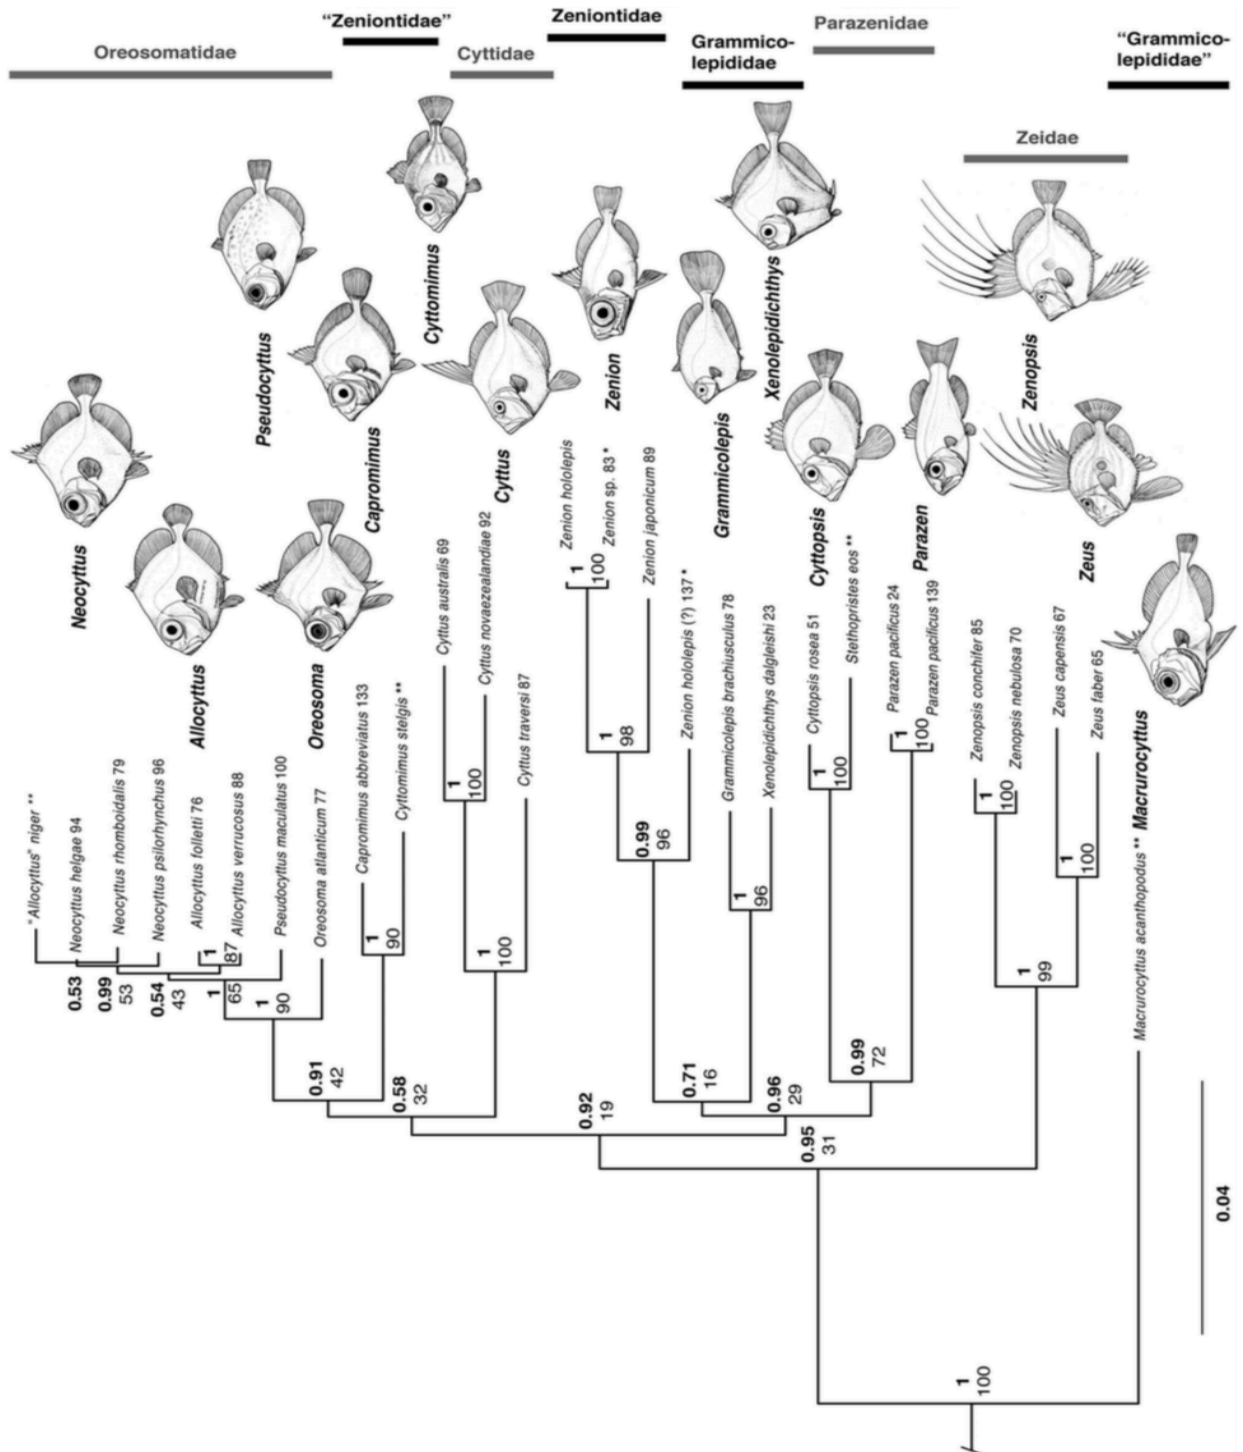 Oreosomatidae
“Zeniontidae”
Cyttidae
Zeniontidae
Grammico-
lepididae
Parazenidae
Zeidae
“Grammico-
lepididae”
Neocyttus
Allocyttus
Pseudocyttus
Oreosoma
Capromimus
Cyttomimus
Cyttus
Zenion
Grammicolepis
Xenolepidichthys
Cyttopsis
Parazen
Zenopsis
Zeus
Macrurocyttus
"Allocyttus" niger **
Neocyttus helgae 94
Neocyttus rhomboidalis 79
Neocyttus psilorhynchus 96
Allocyttus folletti 76
Allocyttus verrucosus 88
Pseudocyttus maculatus 100
Oreosoma atlanticum 77
Capromimus abbreviatus 133
Cyttomimus stelgis **
Cyttus australis 69
Cyttus novaezealandiae 92
Cyttus traversi 87
Zenion hololepis
Zenion sp. 83 *
Zenion japonicum 89
Zenion hololepis (?) 137 *
Grammicolepis brachiusculus 78
Xenolepidichthys dalgleishi 23
Cyttopsis rosea 51
Stethopristes eos **
Parazen pacificus 24
Parazen pacificus 139
Zenopsis conchifer 85
Zenopsis nebulosa 70
Zeus capensis 67
Zeus faber 65
Macrurocyttus acanthopodus **
0.53
0.99
53
0.54
43
1
65
1
87
1
90
0.91
42
1
90
0.58
32
1
100
1
100
0.92
19
1
100
1
98
0.99
96
0.71
16
1
96
0.96
29
1
100
0.99
72
1
100
0.95
31
1
100
1
99
1
100
1
100
0.04